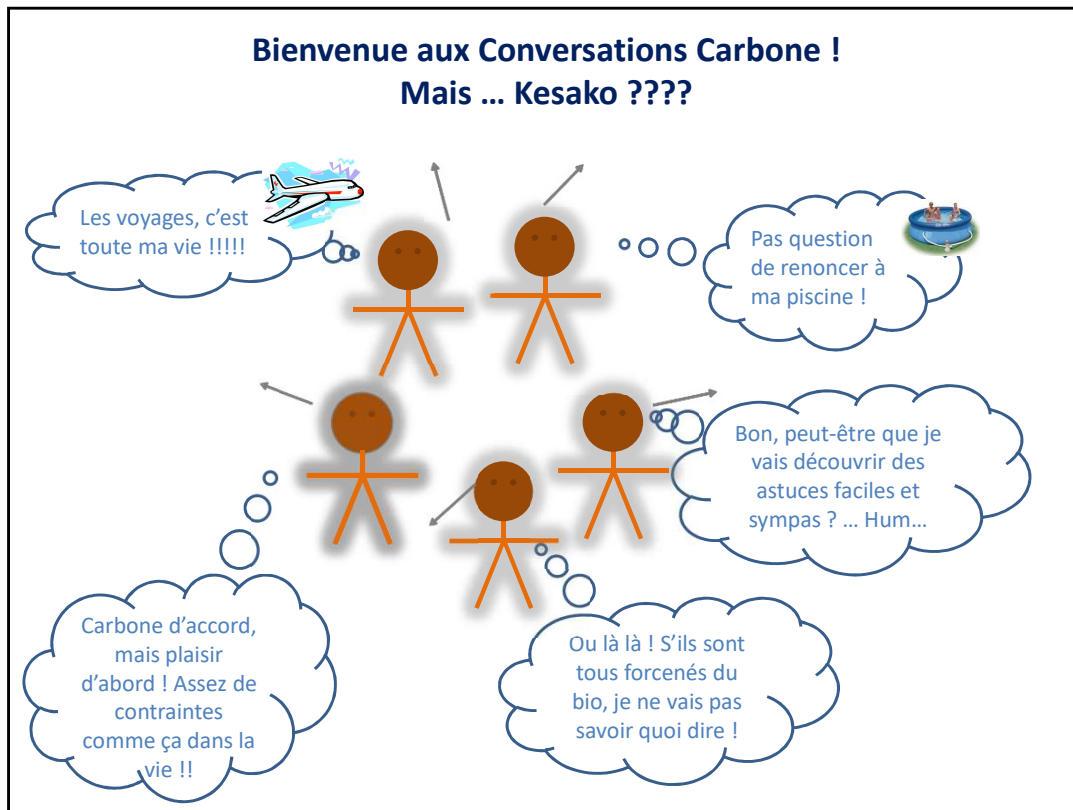 Bienvenue aux Conversations Carbone !
Mais ... Kesako ????
Les voyages, c’est
toute ma vie !!!!!
Pas question
de renoncer à
ma piscine !
Bon, peut-être que je
vais découvrir des
astuces faciles et
sympas ? ... Hum...
Carbone d’accord,
mais plaisir
d’abord ! Assez de
contraintes
comme ça dans la
vie !!
Ou là là ! S’ils sont
tous forcenés du
bio, je ne vais pas
savoir quoi dire !